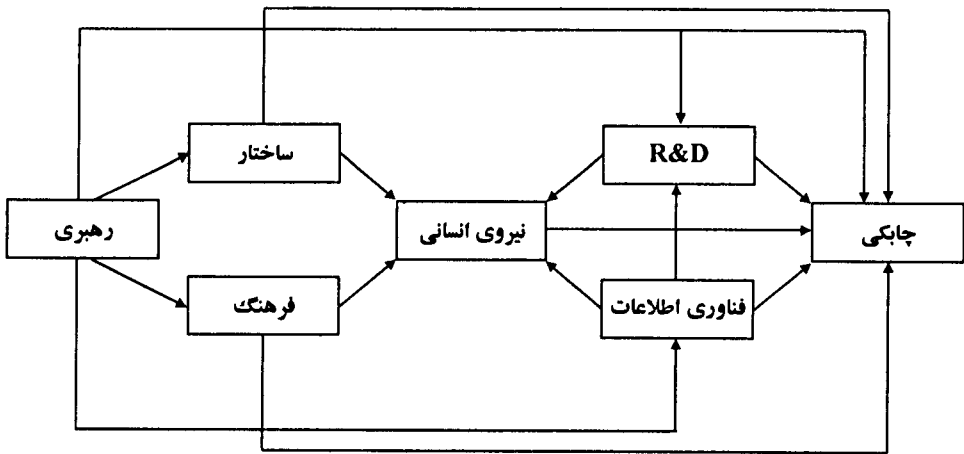 ساختار
R&D
رهبری
نیروی انسانی
چابکی
فرهنگ
فناوری اطلاعات